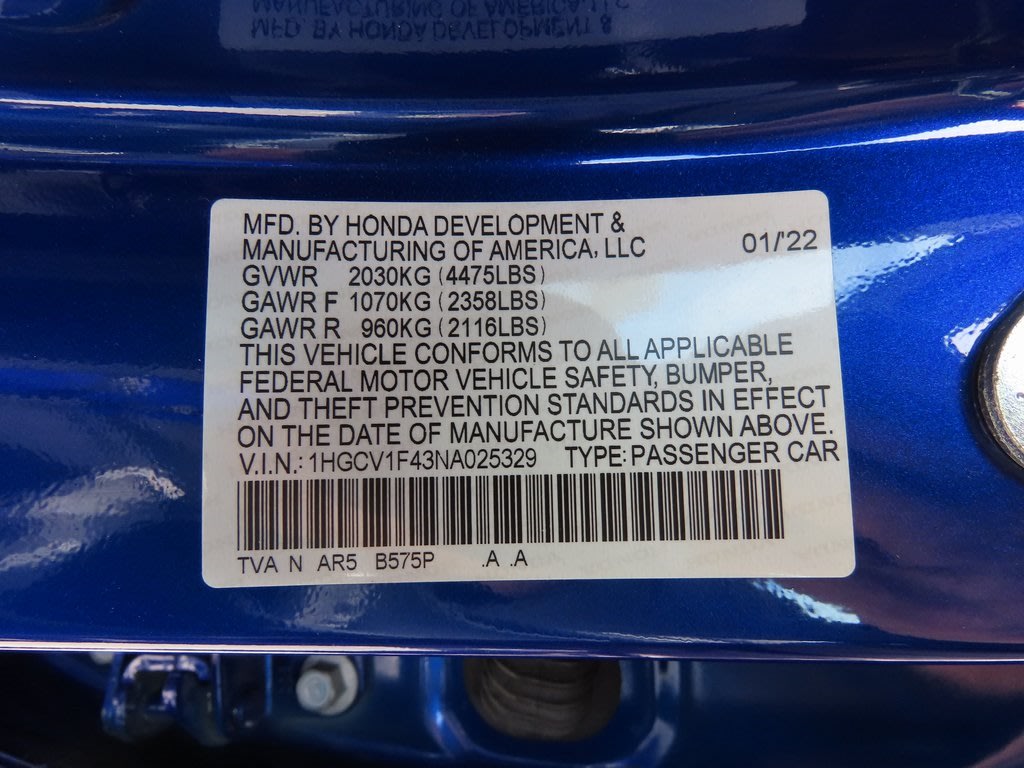 MFD. BY HONDA DEVELOPMENT &
MANUFACTURING OF AMERICA, LLC 01/'22
GVWR 2030KG (4475LBS)
GAWR F 1070KG (2358LBS)
GAWR R 960KG (2116LBS)
THIS VEHICLE CONFORMS TO ALL APPLICABLE
FEDERAL MOTOR VEHICLE SAFETY, BUMPER,
AND THEFT PREVENTION STANDARDS IN EFFECT
ON THE DATE OF MANUFACTURE SHOWN ABOVE.
V.I.N.: 1HGCV1F43NA025329 TYPE: PASSENGER CAR
TVA N AR5 B575P .A .A